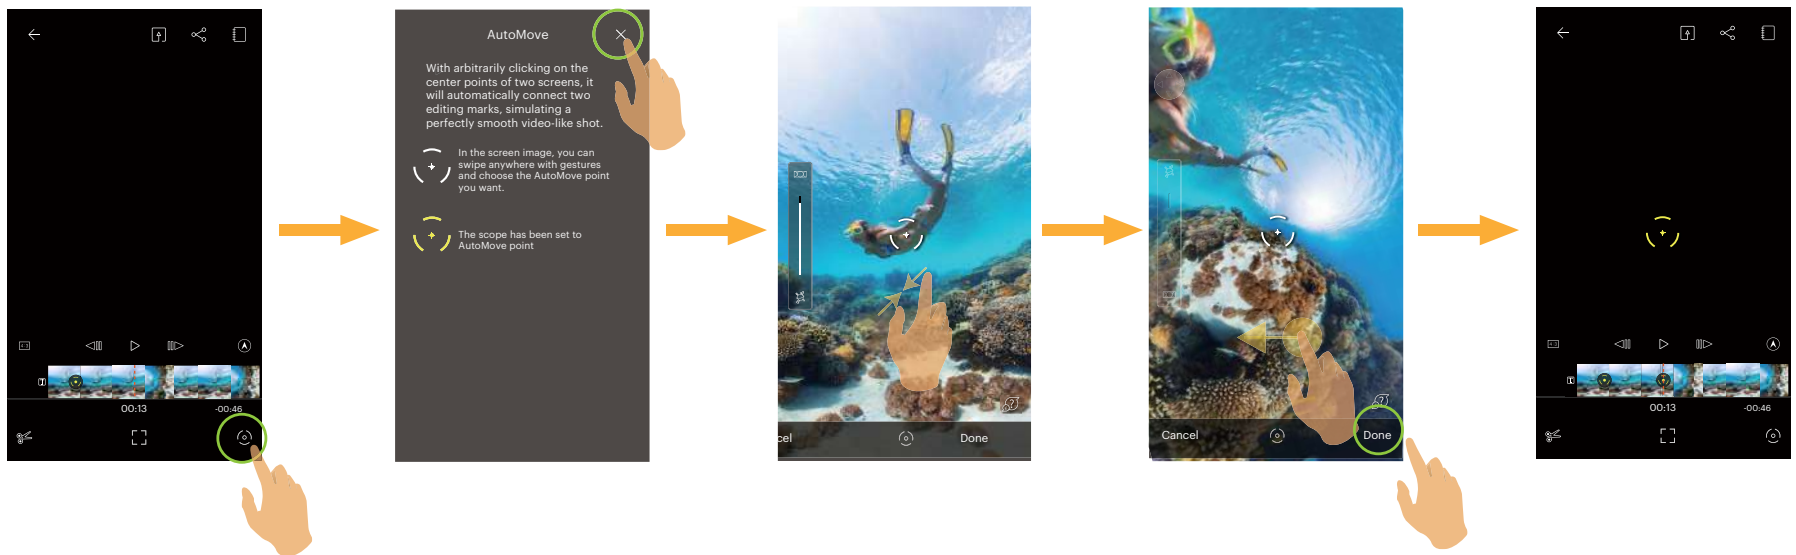 00:13
-00:46
AutoMove
With arbitrarily clicking on the
center points of two screens, it
will automatically connect two
editing marks, simulating a
perfectly smooth video-like shot.
In the screen image, you can
swipe anywhere with gestures
and choose the AutoMove point
you want.
The scope has been set to
AutoMove point
cel
Done
Cancel
Done
00:13
-00:46